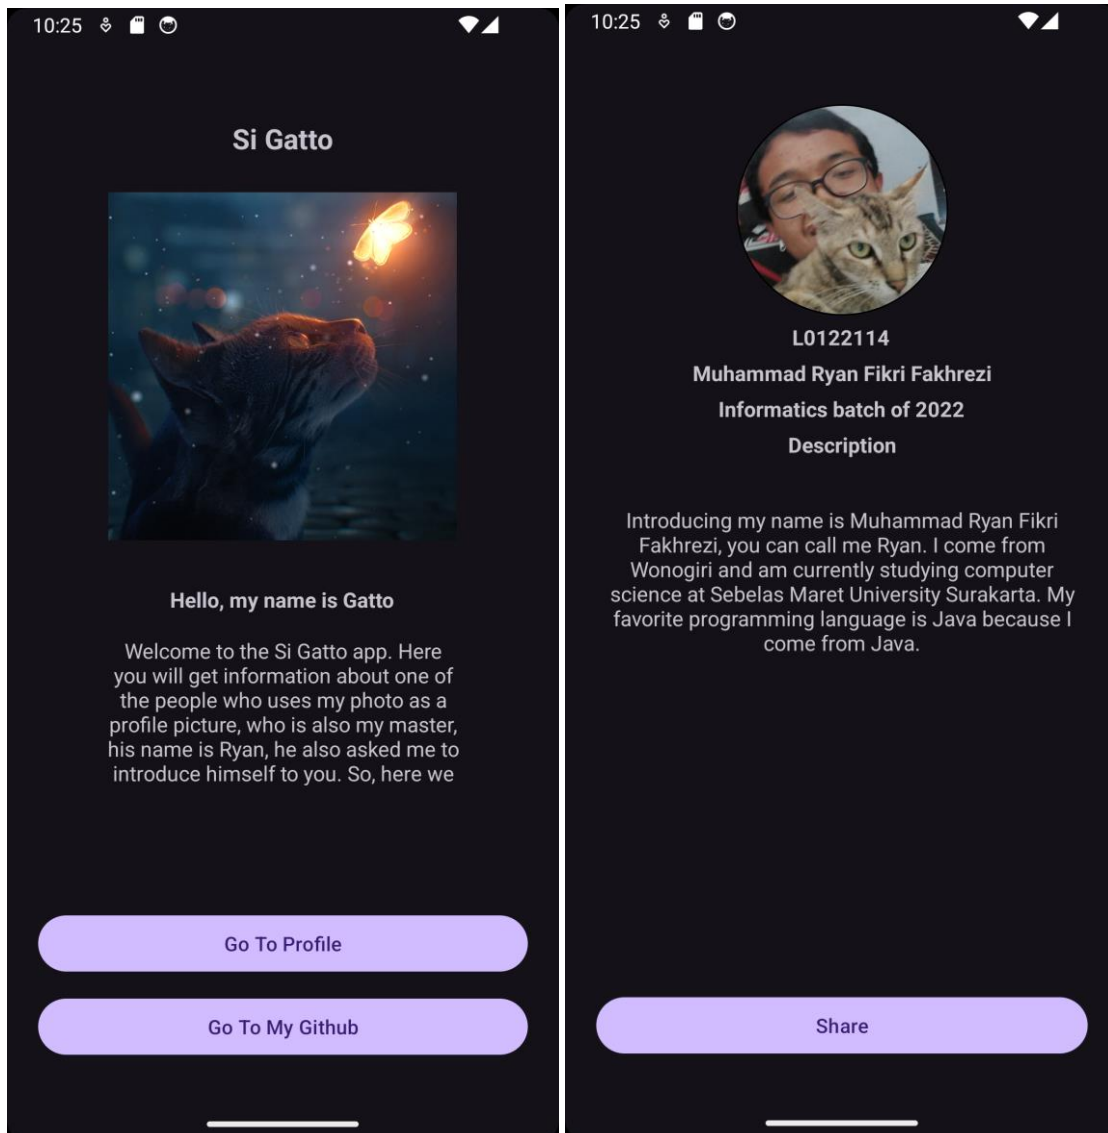 10:25
Si Gatto
Hello, my name is Gatto
Welcome to the Si Gatto app. Here
you will get information about one of
the people who uses my photo as a
profile picture, who is also my master,
his name is Ryan, he also asked me to
introduce himself to you. So, here we
Go To Profile
Go To My Github
10:25
L0122114
Muhammad Ryan Fikri Fakhrezi
Informatics batch of 2022
Description
Introducing my name is Muhammad Ryan Fikri
Fakhrezi, you can call me Ryan. I come from
Wonogiri and am currently studying computer
science at Sebelas Maret University Surakarta. My
favorite programming language is Java because I
come from Java.
Share